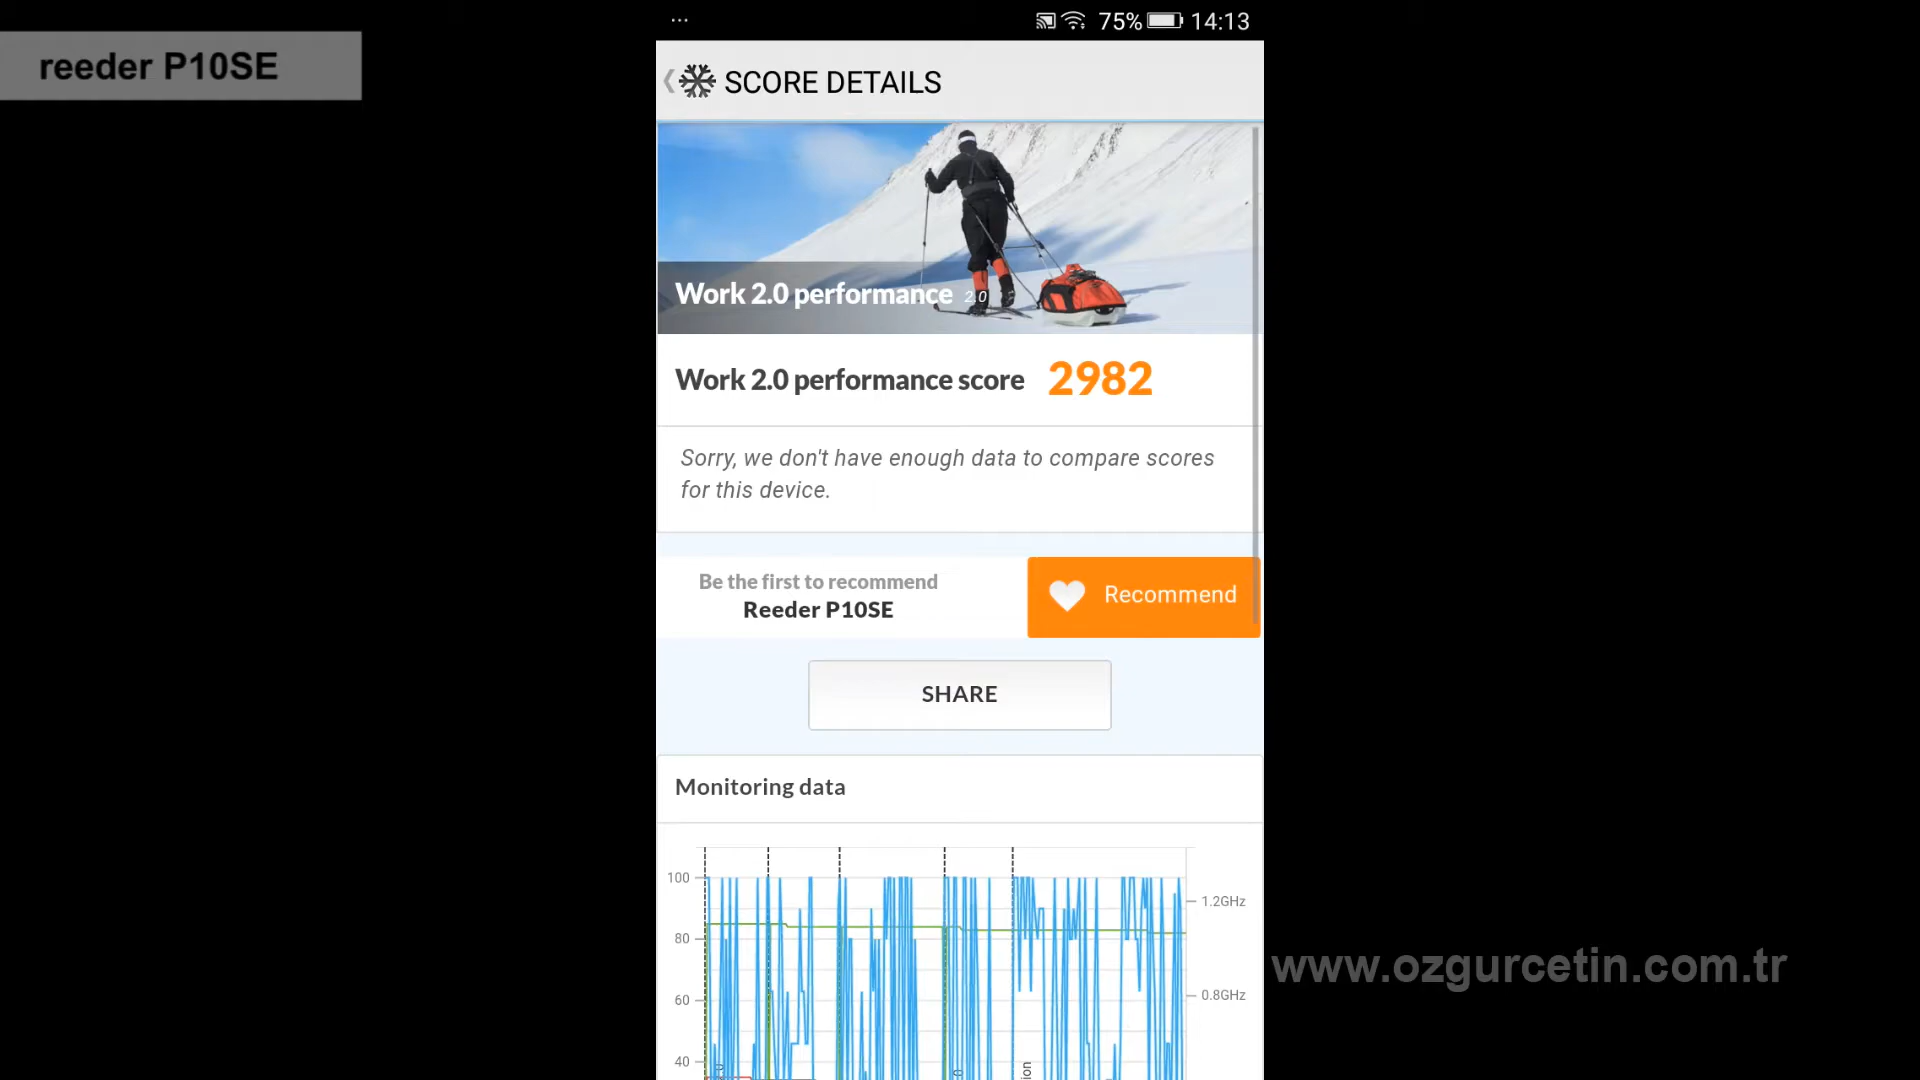 ...
75% 14:13
reeder P10SE
SCORE DETAILS
Work 2.0 performance 2.0
Work 2.0 performance score 2982
Sorry, we don't have enough data to compare scores
for this device.
Be the first to recommend
Reeder P10SE
Recommend
SHARE
Monitoring data
100
80
60
40
1.2GHz
0.8GHz
www.ozgurcetin.com.tr